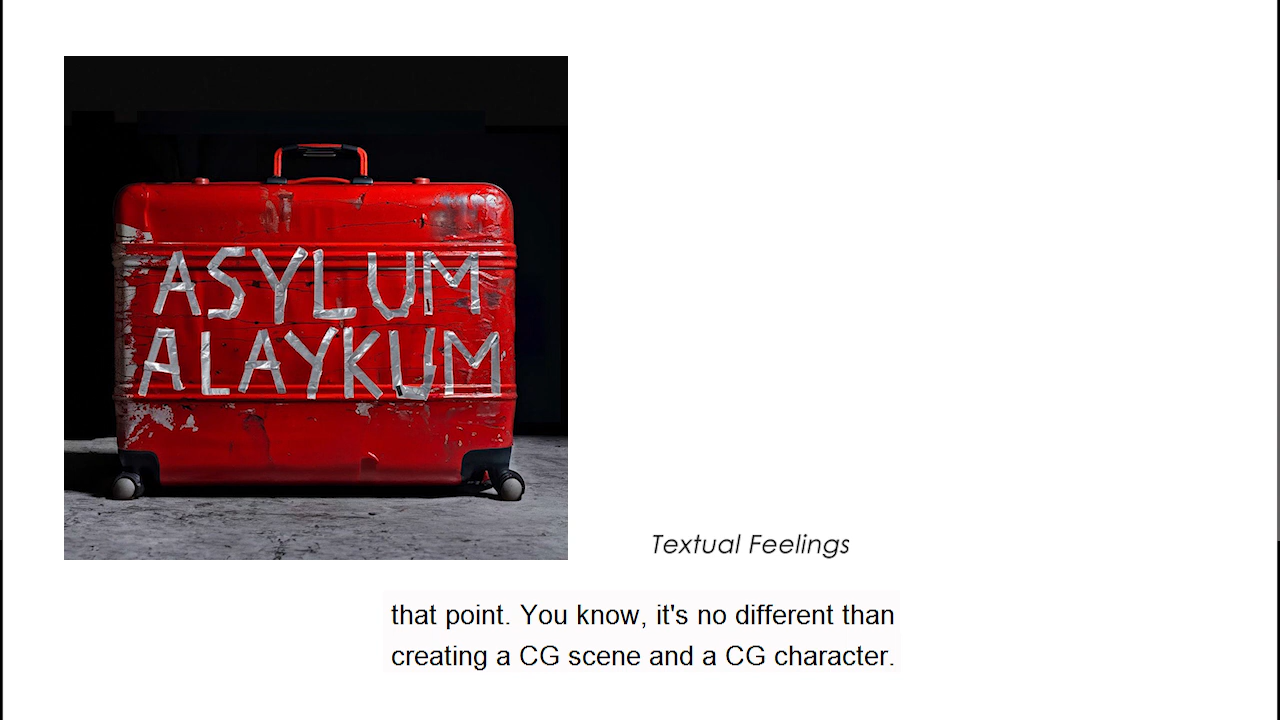 ASYLUM
ALAYKUM
Textual Feelings
that point. You know, it's no different than
creating a CG scene and a CG character.